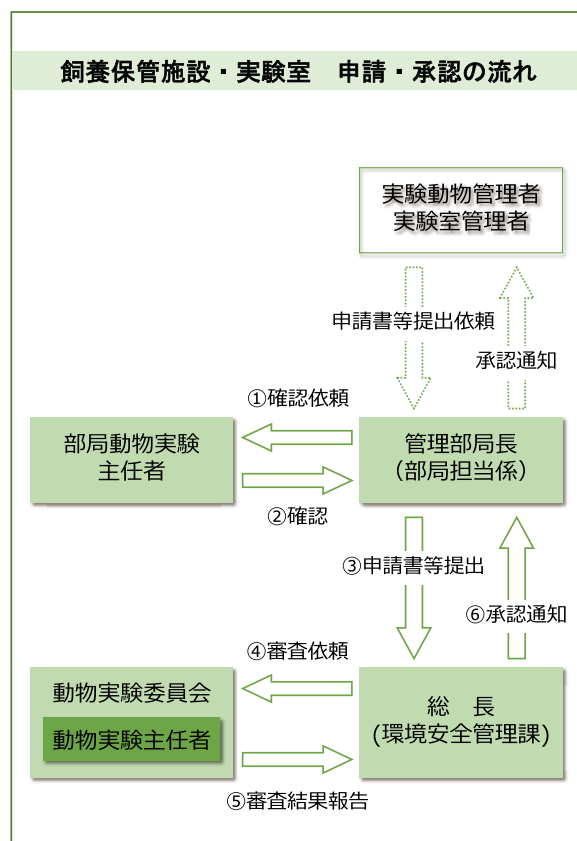 飼養保管施設・実験室　申請・承認の流れ
実験動物管理者
実験室管理者
申請書等提出依頼
承認通知
①確認依頼
部局動物実験
主任者
管理部局長
（部局担当係）
②確認
③申請書等提出
⑥承認通知
④審査依頼
動物実験委員会
動物実験主任者
総　長
(環境安全管理課)
⑤審査結果報告